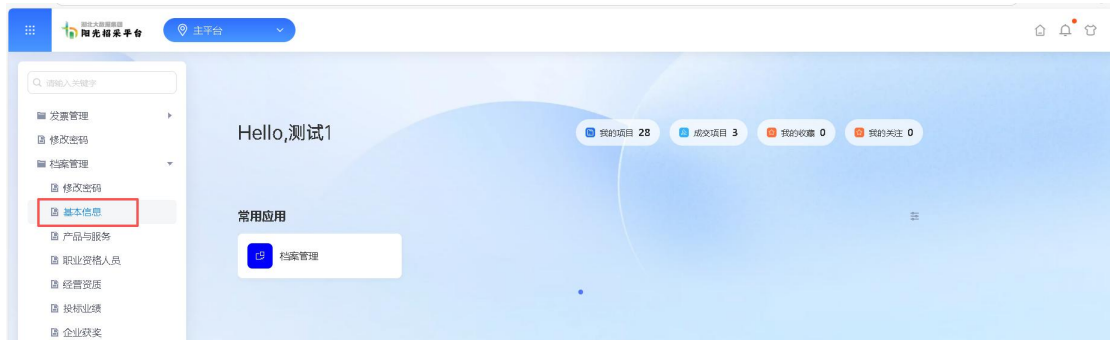 阳光招采平台
主平台
请输入关键字
发票管理
修改密码
档案管理
修改密码
基本信息
产品与服务
职业资格人员
经营资质
投标业绩
企业获奖
Hello,测试1
我的项目 28
成交项目 3
我的收藏 0
我的关注 0
常用应用
档案管理